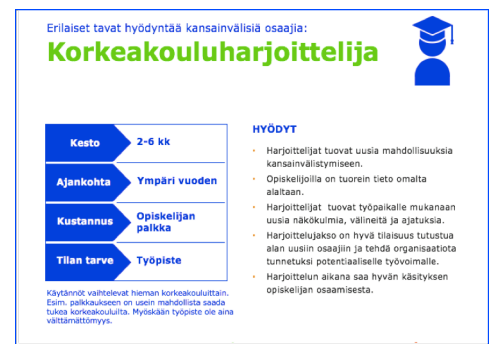 Erilaiset tavat hyödyntää kansainvälisiä osaajia:
Korkeakouluharjoittelija
Kesto
2-6 kk
Ajankohta
Ympäri vuoden
Kustannus
Opiskelijan
palkka
Tilan tarve
Työpiste
Käytännöt vaihtelevat hieman korkeakouluittain.
Esim. palkkaukseen on usein mahdollista saada
tukea korkeakouluilta. Myöskään työpiste ole aina
välttämättömyys.
HYÖDYT
• Harjoittelijat tuovat uusia mahdollisuuksia
kansainvälistymiseen.
• Opiskelijoilla on tuorein tieto omalta
alaltaan.
• Harjoittelijat tuovat työpaikalle mukanaan
uusia näkökulmia, välineitä ja ajatuksia.
• Harjoittelujakso on hyvä tilaisuus tutustua
alan uusiin osaajiin ja tehdä organisaatiota
tunnetuksi potentiaaliselle työvoimalle.
• Harjoittelun aikana saa hyvän käsityksen
opiskelijan osaamisesta.